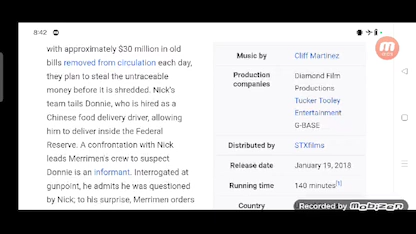 8:42
with approximately $30 million in old
bills removed from circulation each day,
they plan to steal the untraceable
money before it is shredded. Nick's
team tails Donnie, who is hired as a
Chinese food delivery driver, allowing
him to deliver inside the Federal
Reserve. A confrontation with Nick
leads Merrimen's crew to suspect
Donnie is an informant. Interrogated at
gunpoint, he admits he was questioned
by Nick; to his surprise, Merrimen orders
Music by Cliff Martinez
Production Diamond Film
companies Productions
Tucker Tooley
Entertainment
G-BASE
Distributed by STXfilms
Release date January 19, 2018
Running time 140 minutes[1]
Country
Recorded by Mobizen